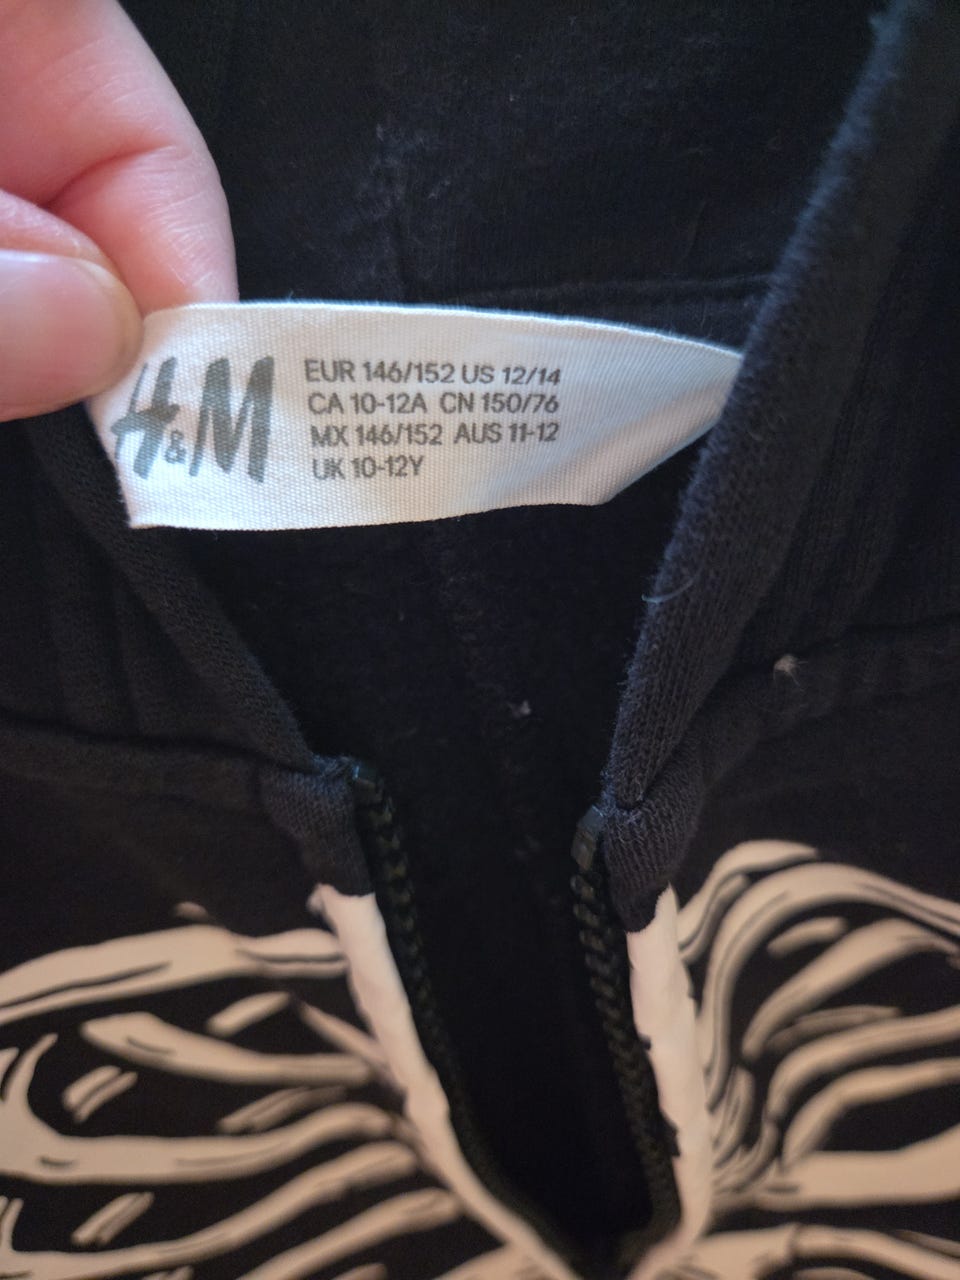 H&M
EUR 146/152 US 12/14
CA 10-12A CN 150/76
MX 146/152 AUS 11-12
UK 10-12Y